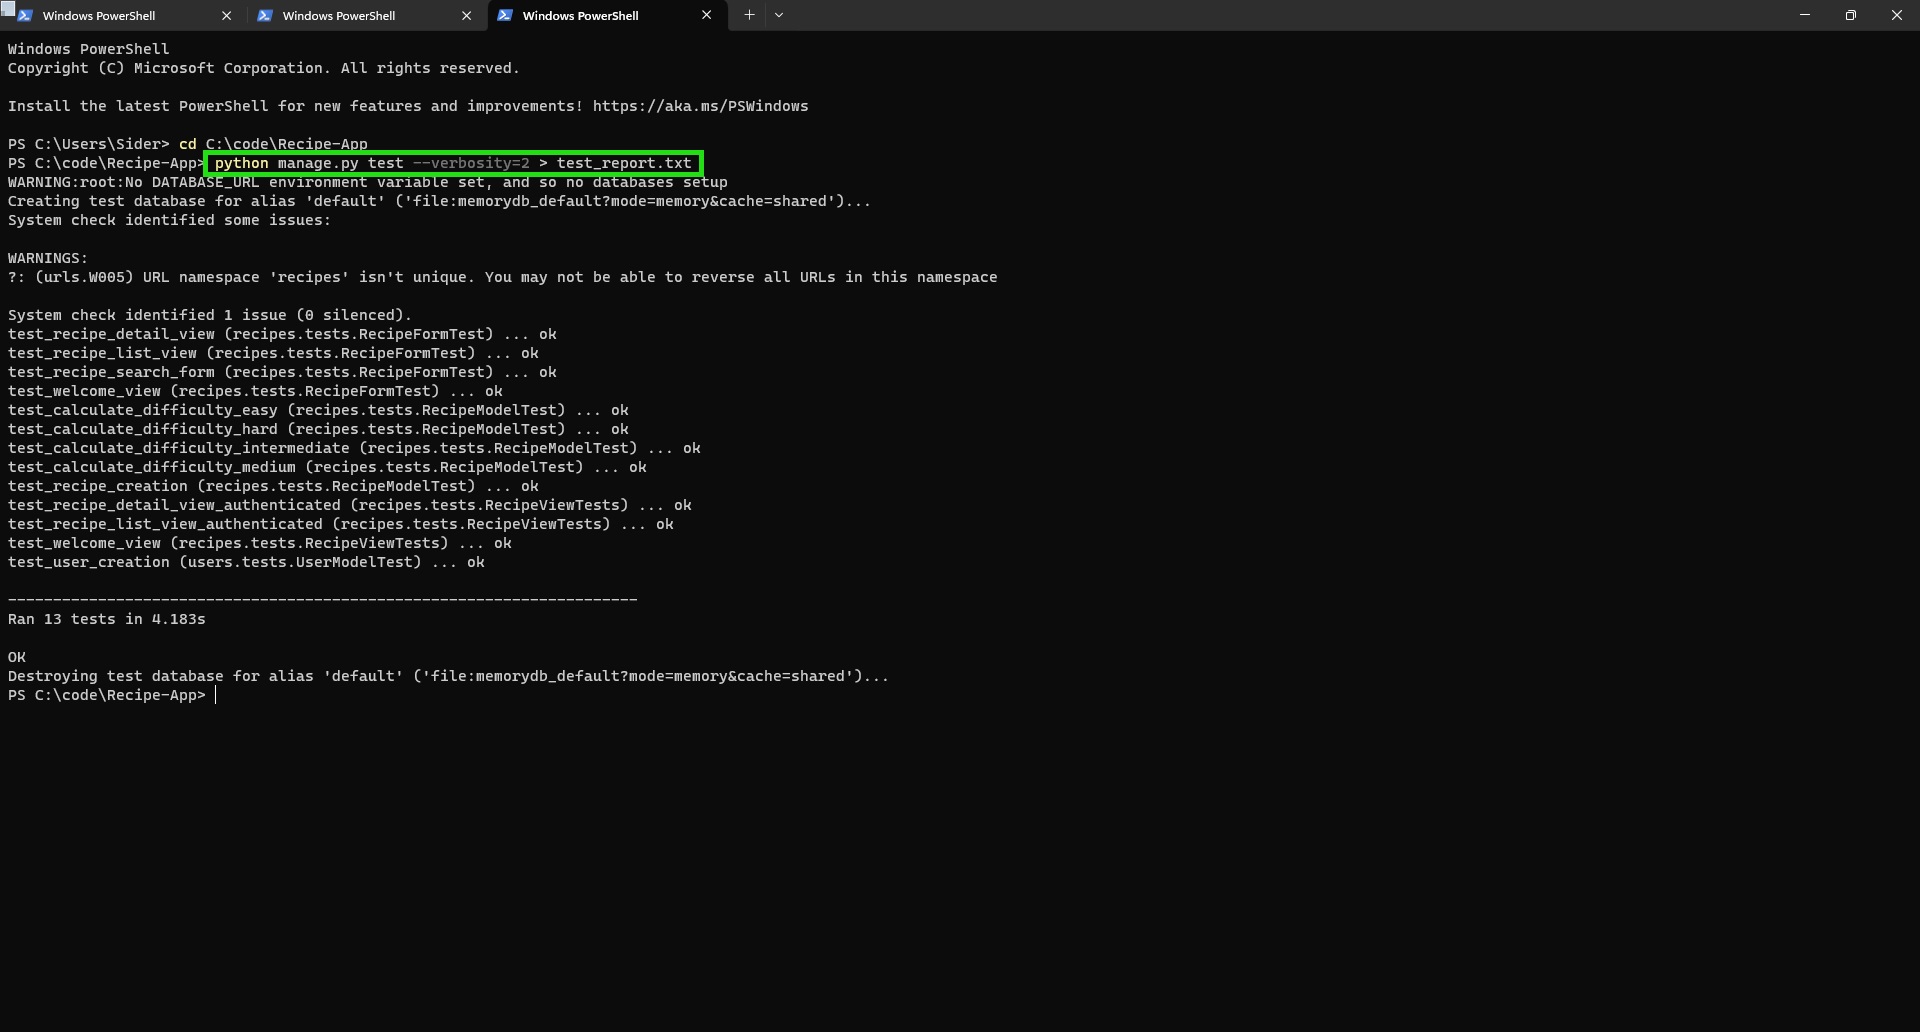 Windows PowerShell
Windows PowerShell
Windows PowerShell
Windows PowerShell
Copyright (C) Microsoft Corporation. All rights reserved.
Install the latest PowerShell for new features and improvements! https://aka.ms/PSWindows
PS C:\Users\Sider> cd C:\code\Recipe-App
PS C:\code\Recipe-App> python manage.py test --verbosity=2 > test_report.txt
WARNING:root:No DATABASE_URL environment variable set, and so no databases setup
Creating test database for alias 'default' ('file:memorydb_default?mode=memory&cache=shared')...
System check identified some issues:
WARNINGS:
?: (urls.W005) URL namespace 'recipes' isn't unique. You may not be able to reverse all URLs in this namespace
System check identified 1 issue (0 silenced).
test_recipe_detail_view (recipes.tests.RecipeFormTest) ... ok
test_recipe_list_view (recipes.tests.RecipeFormTest) ... ok
test_recipe_search_form (recipes.tests.RecipeFormTest) ... ok
test_welcome_view (recipes.tests.RecipeFormTest) ... ok
test_calculate_difficulty_easy (recipes.tests.RecipeModelTest) ... ok
test_calculate_difficulty_hard (recipes.tests.RecipeModelTest) ... ok
test_calculate_difficulty_intermediate (recipes.tests.RecipeModelTest) ... ok
test_calculate_difficulty_medium (recipes.tests.RecipeModelTest) ... ok
test_recipe_creation (recipes.tests.RecipeModelTest) ... ok
test_recipe_detail_view_authenticated (recipes.tests.RecipeViewTests) ... ok
test_recipe_list_view_authenticated (recipes.tests.RecipeViewTests) ... ok
test_welcome_view (recipes.tests.RecipeViewTests) ... ok
test_user_creation (users.tests.UserModelTest) ... ok
----------------------------------------------------------------------
Ran 13 tests in 4.183s
OK
Destroying test database for alias 'default' ('file:memorydb_default?mode=memory&cache=shared')...
PS C:\code\Recipe-App>